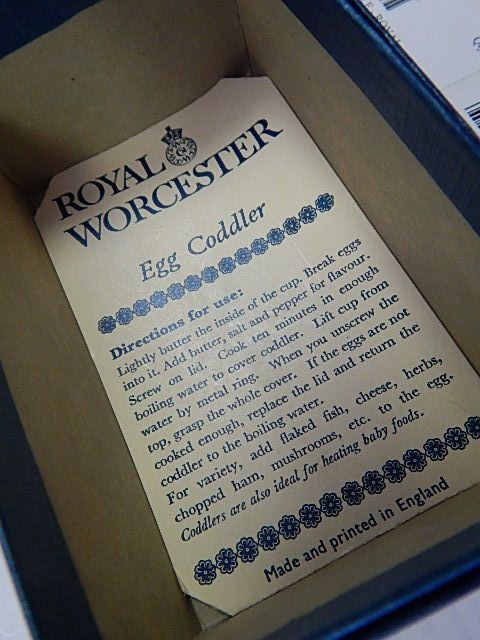 ROYAL
WORCESTER
Egg Coddler
Directions for use:
Lightly butter the inside of the cup. Break eggs
into it. Add butter, salt and pepper for flavour.
Screw on lid. Cook ten minutes in enough
boiling water to cover coddler. Lift cup from
water by metal ring. When you unscrew the
top, grasp the whole cover. If the eggs are not
cooked enough, replace the lid and return the
coddler to the boiling water.
For variety, add flaked fish, cheese, herbs,
chopped ham, mushrooms, etc. to the egg.
Coddlers are also ideal for heating baby foods.
Made and printed in England